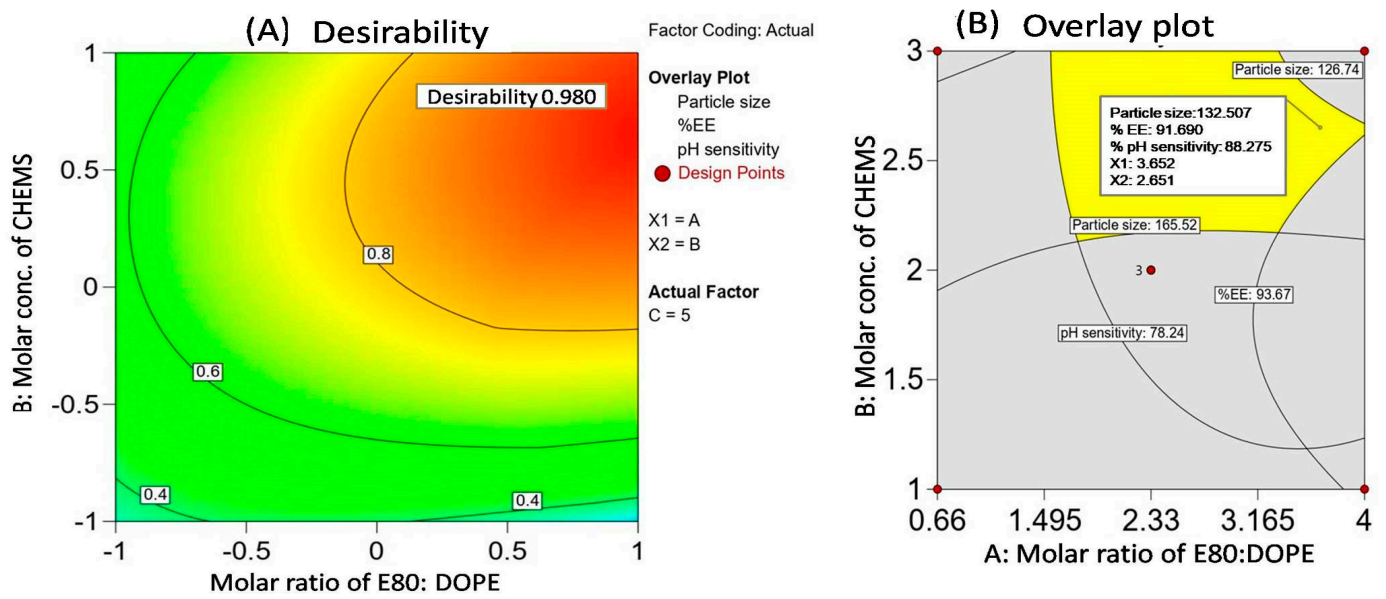 (A) Desirability
1
0.5
0
-0.5
-1
B: Molar conc. of CHEMS
Desirability 0.980
0.8
0.6
0.4
0.4
-1
-0.5
0
0.5
1
Molar ratio of E80: DOPE
Factor Coding: Actual
Overlay Plot
Particle size
%EE
pH sensitivity
Design Points
X1 = A
X2 = B
Actual Factor
C = 5
(B) Overlay plot
3
2.5
2
1.5
1
B: Molar conc. of CHEMS
Particle size: 126.74
Particle size:132.507
% EE: 91.690
% pH sensitivity: 88.275
X1: 3.652
X2: 2.651
Particle size: 165.52
3
%EE: 93.67
pH sensitivity: 78.24
0.66
1.495
2.33
3.165
4
A: Molar ratio of E80:DOPE